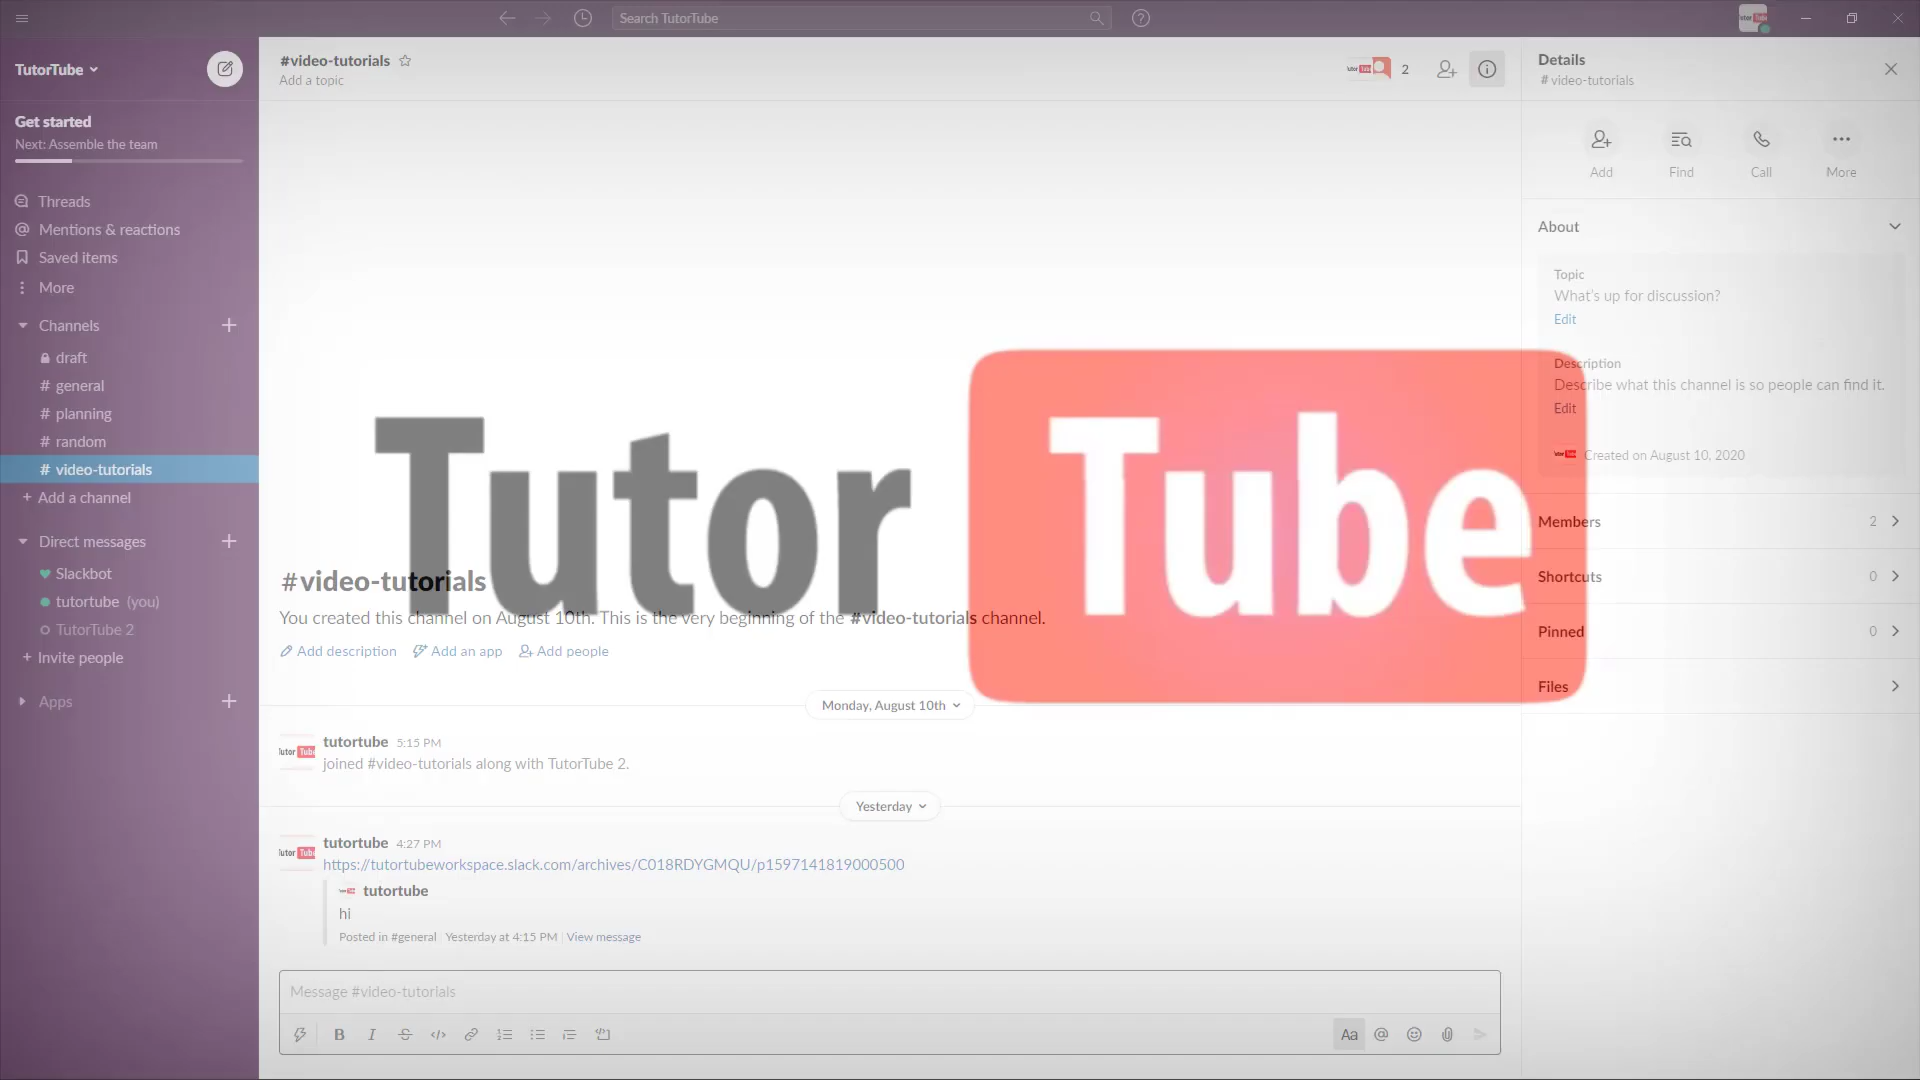 Search TutorTube
TutorTube
Get started
Next: Assemble the team
Threads
Mentions & reactions
Saved items
More
Channels
draft
# general
# planning
# random
# video-tutorials
+ Add a channel
Direct messages
Slackbot
tutortube (you)
TutorTube 2
+ Invite people
Apps
#video-tutorials
Add a topic
2
Tutor Tube
#video-tutorials
You created this channel on August 10th. This is the very beginning of the #video-tutorials channel.
Add description
Add an app
Add people
Monday, August 10th
tutortube 5:15 PM
joined #video-tutorials along with TutorTube 2.
Yesterday
tutortube 4:27 PM
https://tutortubeworkspace.slack.com/archives/C018RDYGMQU/p1597141819000500
tutortube
hi
Posted in #general | Yesterday at 4:15 PM | View message
Message #video-tutorials
B I S Aa @
Details
# video-tutorials
Add
Find
Call
More
About
Topic
What's up for discussion?
Edit
Description
Describe what this channel is so people can find it.
Edit
Created on August 10, 2020
Members 2
Shortcuts 0
Pinned 0
Files